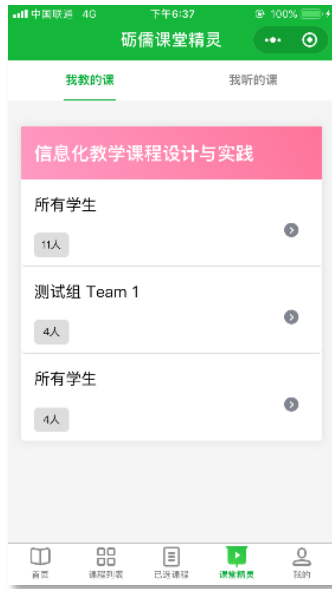 中国联通 4G 下午6:37 100%
砺儒课堂精灵
我教的课 我听的课
信息化教学课程设计与实践
所有学生
11人
测试组 Team 1
4人
所有学生
4人
首页 课程列表 已选课程 课堂精灵 我的